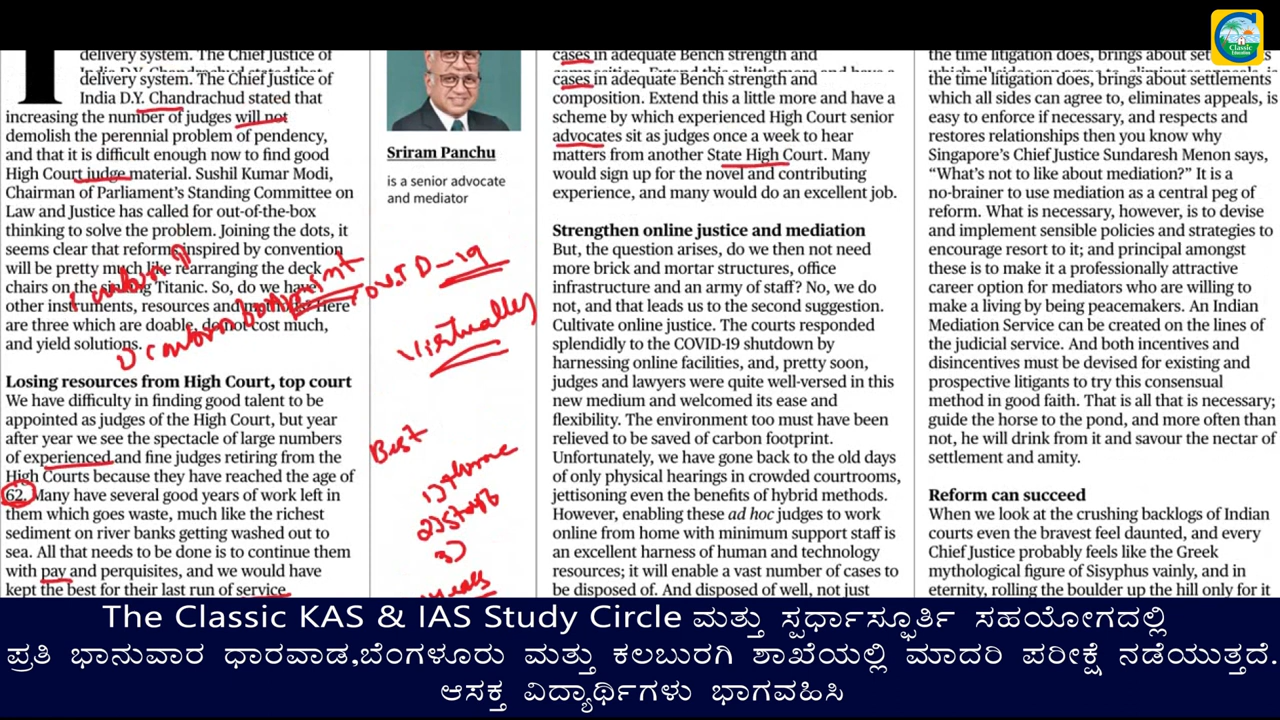 delivery system. The Chief Justice of
delivery system. The Chief Justice of
India D.Y. Chandrachud stated that
increasing the number of judges will not
demolish the perennial problem of pendency,
and that it is difficult enough now to find good
High Court judge material. Sushil Kumar Modi,
Chairman of Parliament's Standing Committee on
Law and Justice has called for out-of-the-box
thinking to solve the problem. Joining the dots, it
seems clear that reforms inspired by convention
will be pretty much like rearranging the deck
chairs on the sinking Titanic. So, do we have
other instruments, resources and Here
are three which are doable, do not cost much,
and yield solutions.
Losing resources from High Court, top court
We have difficulty in finding good talent to be
appointed as judges of the High Court, but year
after year we see the spectacle of large numbers
of experienced and fine judges retiring from the
High Courts because they have reached the age of
62. Many have several good years of work left in
them which goes waste, much like the richest
sediment on river banks getting washed out to
sea. All that needs to be done is to continue them
with pay and perquisites, and we would have
kept the best for their last run of service.
Sriram Panchu
is a senior advocate
and mediator
COVID-19
Virtually
Best
1) Home
2) Staff
3)
cases in adequate Bench strength and
cases in adequate Bench strength and
composition. Extend this a little more and have a
scheme by which experienced High Court senior
advocates sit as judges once a week to hear
matters from another State High Court. Many
would sign up for the novel and contributing
experience, and many would do an excellent job.
Strengthen online justice and mediation
But, the question arises, do we then not need
more brick and mortar structures, office
infrastructure and an army of staff? No, we do
not, and that leads us to the second suggestion.
Cultivate online justice. The courts responded
splendidly to the COVID-19 shutdown by
harnessing online facilities, and, pretty soon,
judges and lawyers were quite well-versed in this
new medium and welcomed its ease and
flexibility. The environment too must have been
relieved to be saved of carbon footprint.
Unfortunately, we have gone back to the old days
of only physical hearings in crowded courtrooms,
jettisoning even the benefits of hybrid methods.
However, enabling these ad hoc judges to work
online from home with minimum support staff is
an excellent harness of human and technology
resources; it will enable a vast number of cases to
be disposed of. And disposed of well, not just
the time litigation does, brings about set
the time litigation does, brings about settlements
which all sides can agree to, eliminates appeals, is
easy to enforce if necessary, and respects and
restores relationships then you know why
Singapore's Chief Justice Sundaresh Menon says,
"What's not to like about mediation?" It is a
no-brainer to use mediation as a central peg of
reform. What is necessary, however, is to devise
and implement sensible policies and strategies to
encourage resort to it; and principal amongst
these is to make it a professionally attractive
career option for mediators who are willing to
make a living by being peacemakers. An Indian
Mediation Service can be created on the lines of
the judicial service. And both incentives and
disincentives must be devised for existing and
prospective litigants to try this consensual
method in good faith. That is all that is necessary;
guide the horse to the pond, and more often than
not, he will drink from it and savour the nectar of
settlement and amity.
Reform can succeed
When we look at the crushing backlogs of Indian
courts even the bravest feel daunted, and every
Chief Justice probably feels like the Greek
mythological figure of Sisyphus vainly, and in
eternity, rolling the boulder up the hill only for it
Classic
Education
The Classic KAS & IAS Study Circle ಮತ್ತು ಸ್ಪರ್ಧಾಸ್ಫೂರ್ತಿ ಸಹಯೋಗದಲ್ಲಿ
ಪ್ರತಿ ಭಾನುವಾರ ಧಾರವಾಡ,ಬೆಂಗಳೂರು ಮತ್ತು ಕಲಬುರಗಿ ಶಾಖೆಯಲ್ಲಿ ಮಾದರಿ ಪರೀಕ್ಷೆ ನಡೆಯುತ್ತದೆ.
ಆಸಕ್ತ ವಿದ್ಯಾರ್ಥಿಗಳು ಭಾಗವಹಿಸಿ